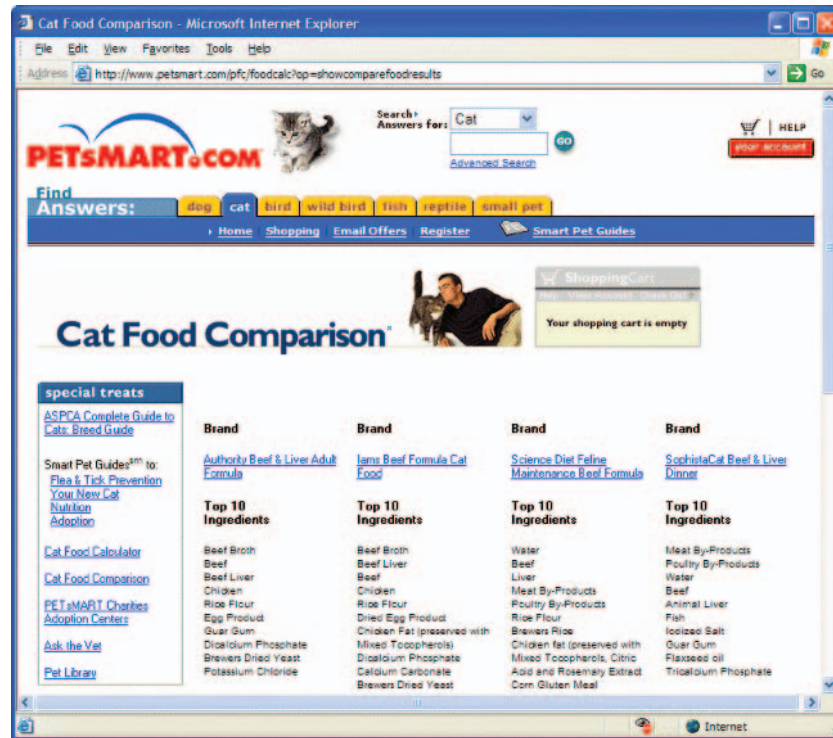 Cat Food Comparison - Microsoft Internet Explorer
File Edit View Favorites Tools Help
Address http://www.petsmart.com/pfc/foodcalc?op=showcomparefoodresults Go
PETsMART.COM
Search
Answers for: Cat
GO
Advanced Search
HELP
your account
Find
Answers:
dog cat bird wild bird fish reptile small pet
Home Shopping Email Offers Register Smart Pet Guides
Cat Food Comparison
ShoppingCart
Help View Account Check Out
Your shopping cart is empty
special treats
ASPCA Complete Guide to
Cats: Breed Guide
Smart Pet Guides℠ to:
Flea & Tick Prevention
Your New Cat
Nutrition
Adoption
Cat Food Calculator
Cat Food Comparison
PETsMART Charities
Adoption Centers
Ask the Vet
Pet Library
Brand
Authority Beef & Liver Adult
Formula
Top 10
Ingredients
Beef Broth
Beef
Beef Liver
Chicken
Rice Flour
Egg Product
Guar Gum
Dicalcium Phosphate
Brewers Dried Yeast
Potassium Chloride
Brand
Iams Beef Formula Cat
Food
Top 10
Ingredients
Beef Broth
Beef Liver
Beef
Chicken
Rice Flour
Dried Egg Product
Chicken Fat (preserved with
Mixed Tocopherols)
Dicalcium Phosphate
Calcium Carbonate
Brewers Dried Yeast
Brand
Science Diet Feline
Maintenance Beef Formula
Top 10
Ingredients
Water
Beef
Liver
Meat By-Products
Poultry By-Products
Rice Flour
Brewers Rice
Chicken fat (preserved with
Mixed Tocopherols, Citric
Acid and Rosemary Extract
Corn Gluten Meal
Brand
SophistaCat Beef & Liver
Dinner
Top 10
Ingredients
Meat By-Products
Poultry By-Products
Water
Beef
Animal Liver
Fish
Iodized Salt
Guar Gum
Flaxseed oil
Tricalcium Phosphate
Internet